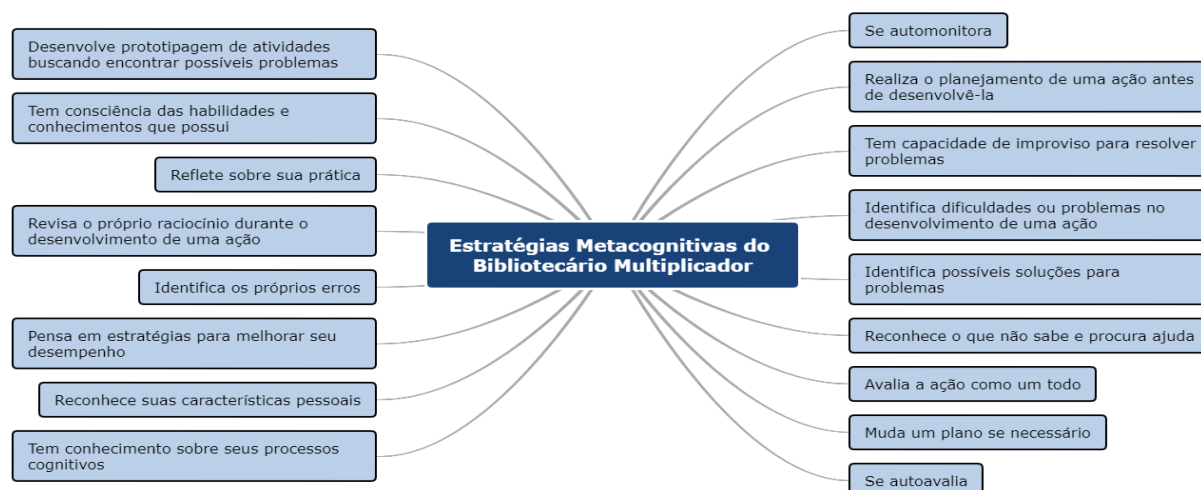 Desenvolve prototipagem de atividades
buscando encontrar possíveis problemas
Tem consciência das habilidades e
conhecimentos que possui
Reflete sobre sua prática
Revisa o próprio raciocínio durante o
desenvolvimento de uma ação
Identifica os próprios erros
Pensa em estratégias para melhorar seu
desempenho
Reconhece suas características pessoais
Tem conhecimento sobre seus processos
cognitivos
Estratégias Metacognitivas do
Bibliotecário Multiplicador
Se automonitora
Realiza o planejamento de uma ação antes
de desenvolvê-la
Tem capacidade de improviso para resolver
problemas
Identifica dificuldades ou problemas no
desenvolvimento de uma ação
Identifica possíveis soluções para
problemas
Reconhece o que não sabe e procura ajuda
Avalia a ação como um todo
Muda um plano se necessário
Se autoavalia